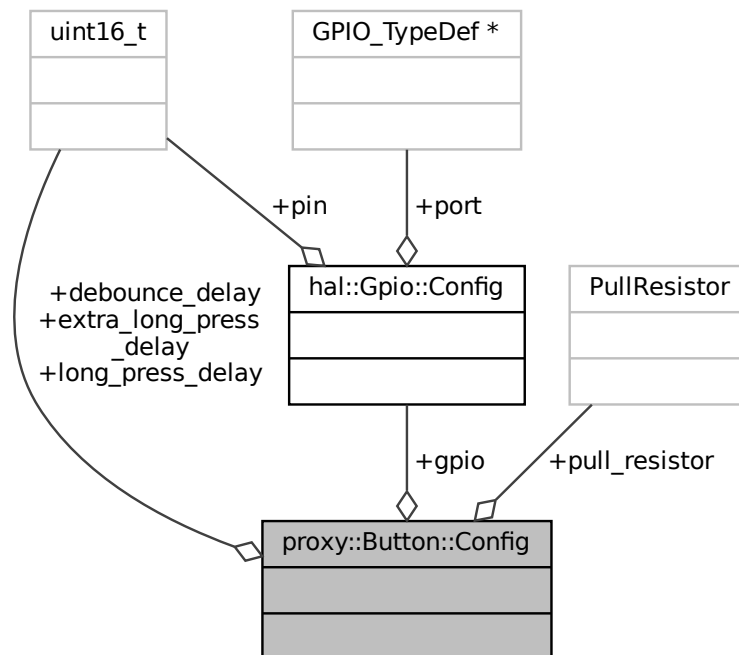 uint16_t
GPIO_TypeDef *
+pin
+port
hal::Gpio::Config
PullResistor
+debounce_delay
+extra_long_press
_delay
+long_press_delay
+gpio
+pull_resistor
proxy::Button::Config